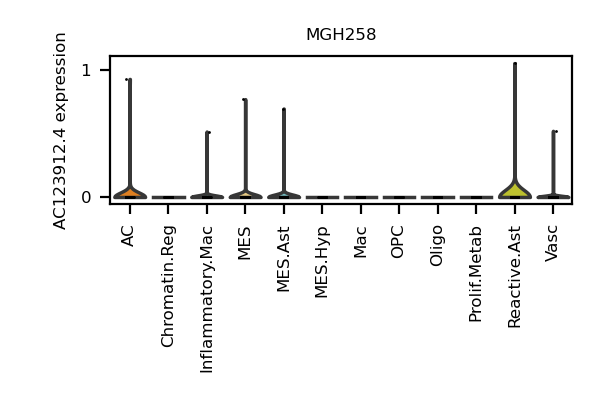 MGH258
AC123912.4 expression
1
0
AC
Chromatin.Reg
Inflammatory.Mac
MES
MES.Ast
MES.Hyp
Mac
OPC
Oligo
Prolif.Metab
Reactive.Ast
Vasc